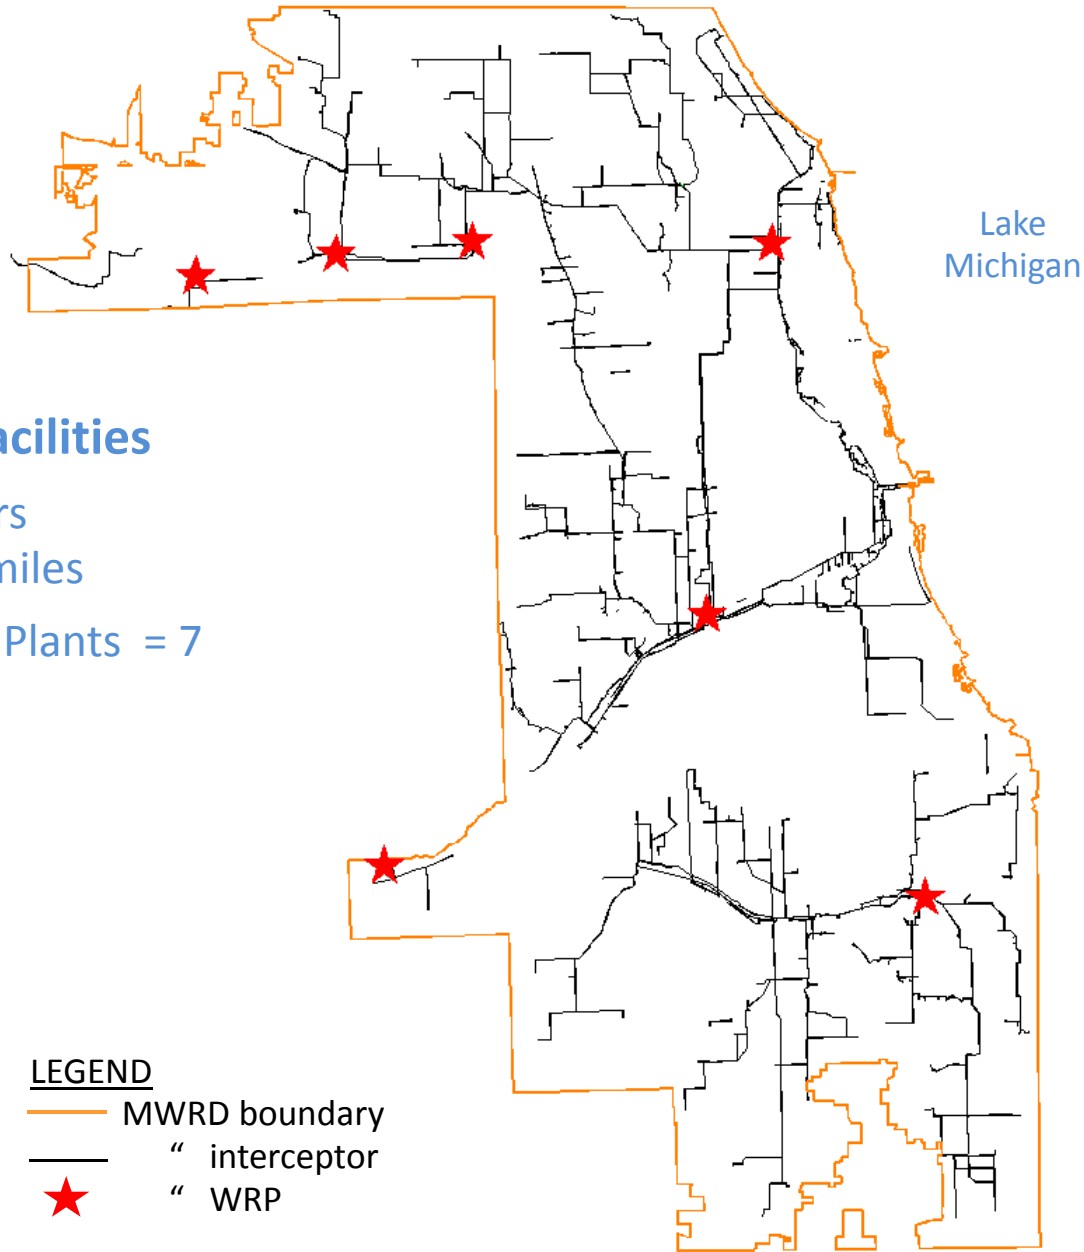 Lake
Michigan
acilities
rs
miles
Plants = 7
LEGEND
MWRD boundary
“ interceptor
“ WRP